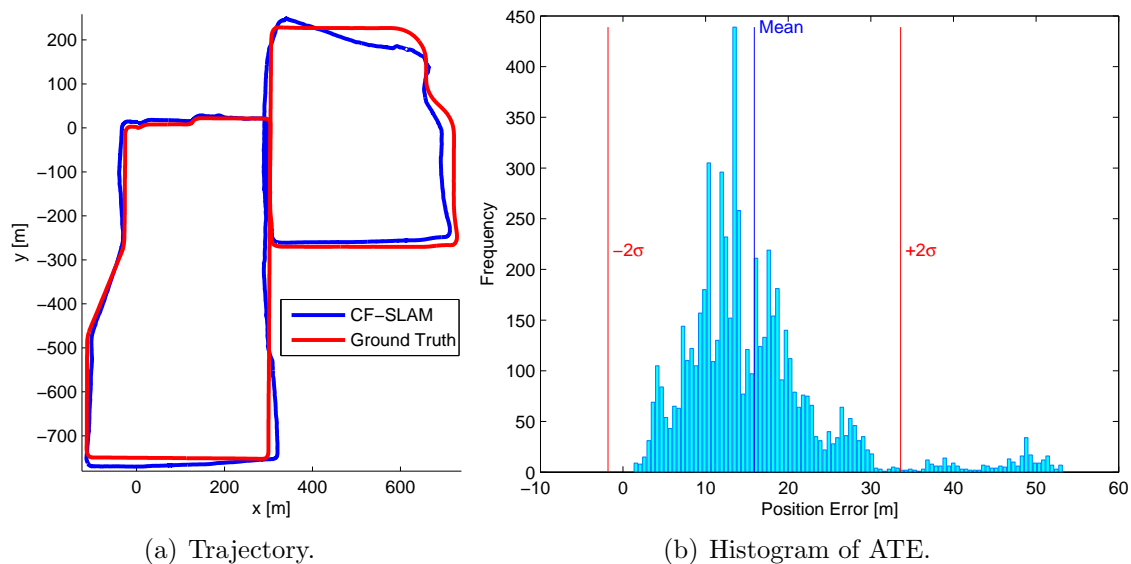 200
100
0
−100
−200
−300
−400
−500
−600
−700
y [m]
0 200 400 600
x [m]
CF−SLAM
Ground Truth
(a) Trajectory.
450
400
350
300
250
200
150
100
50
0
Frequency
Mean
−2σ
+2σ
−10 0 10 20 30 40 50 60
Position Error [m]
(b) Histogram of ATE.